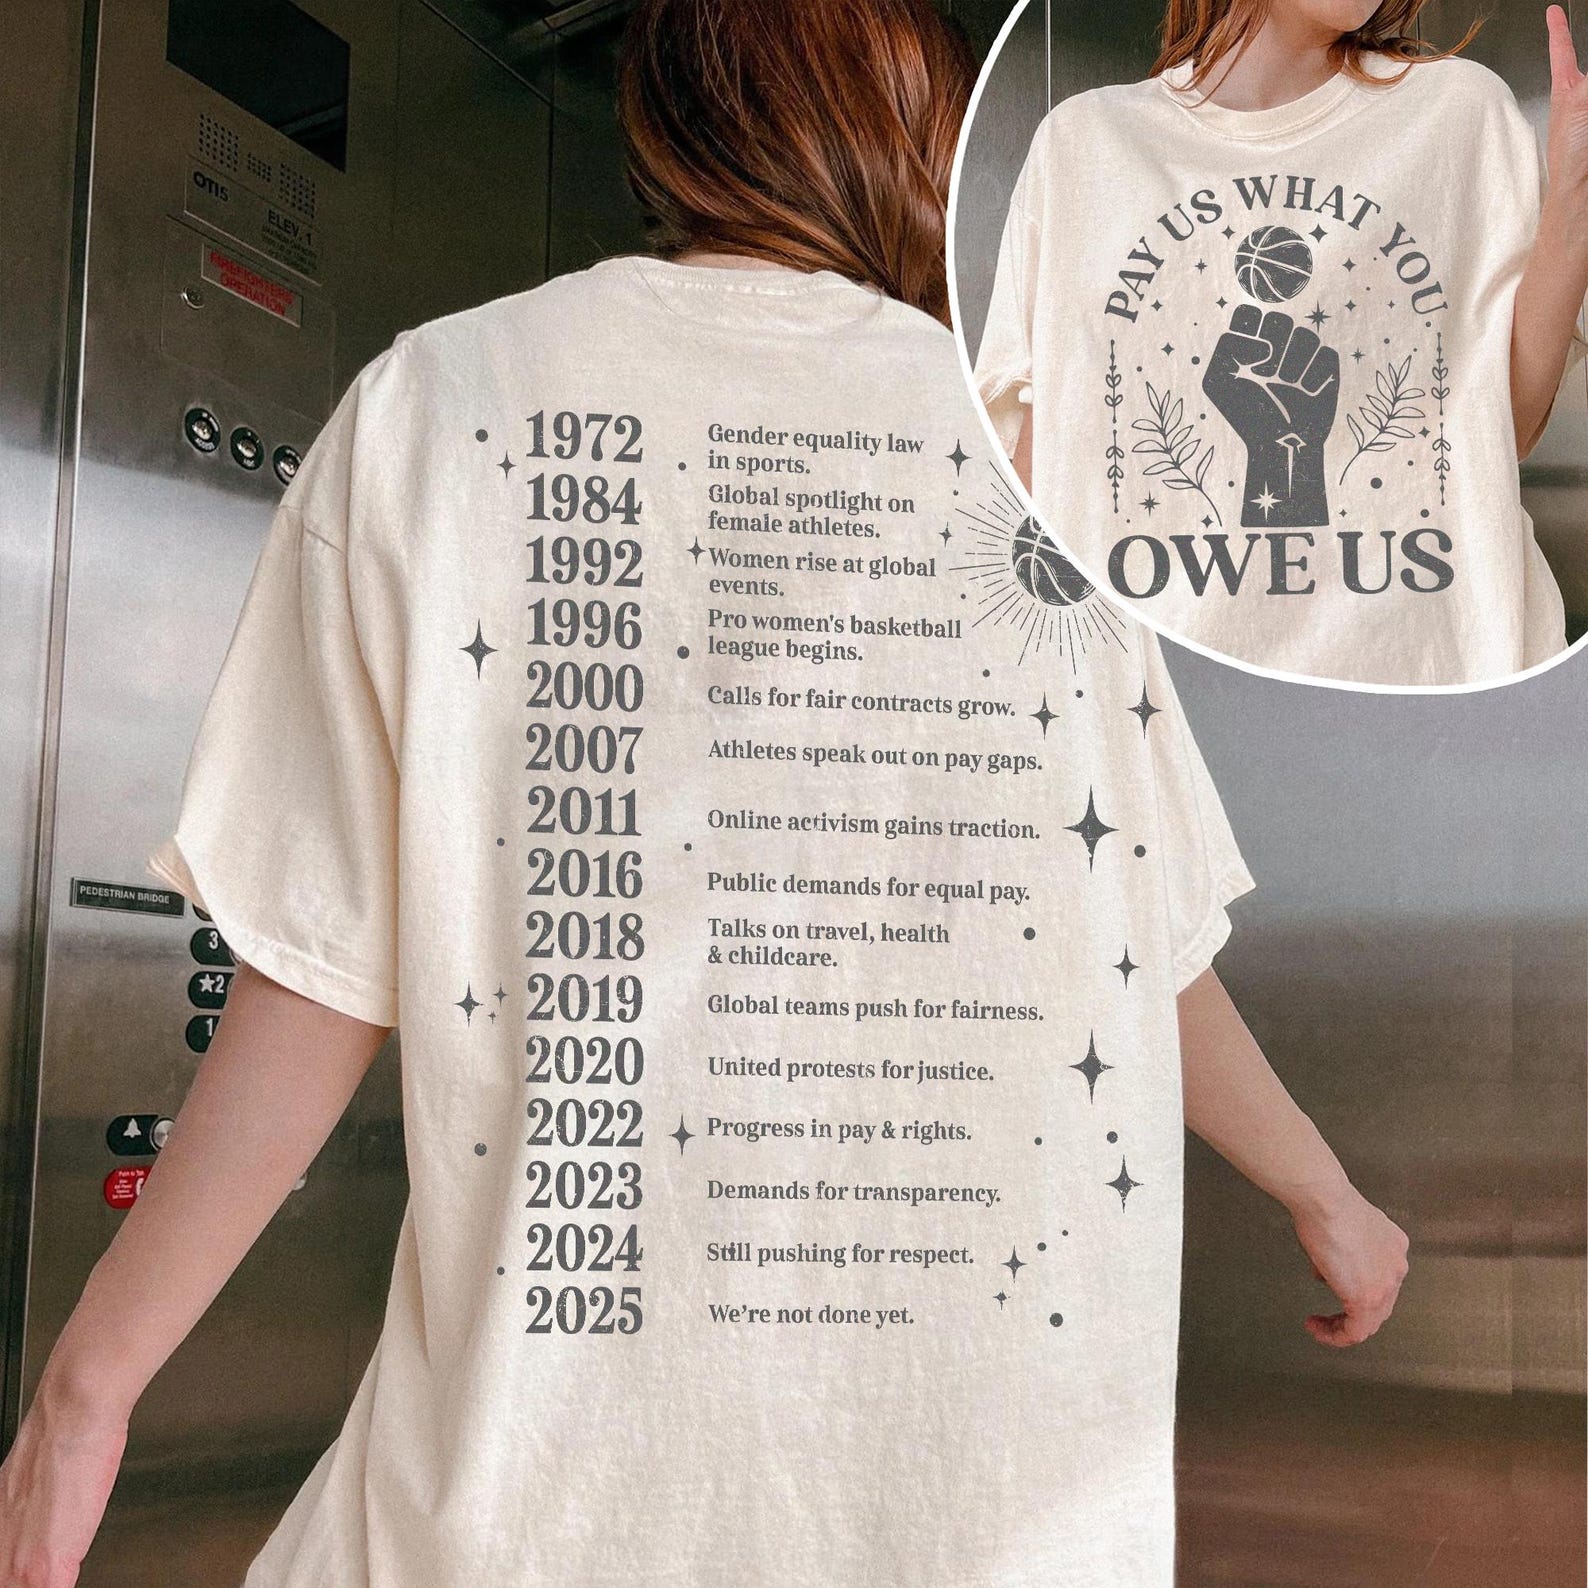 OTIS
ELEV. 1
FIREFIGHTERS'
OPERATION
PEDESTRIAN BRIDGE
3
★2
1
1972
Gender equality law
in sports.
1984
Global spotlight on
female athletes.
1992
Women rise at global
events.
1996
Pro women's basketball
league begins.
2000
Calls for fair contracts grow.
2007
Athletes speak out on pay gaps.
2011
Online activism gains traction.
2016
Public demands for equal pay.
2018
Talks on travel, health
& childcare.
2019
Global teams push for fairness.
2020
United protests for justice.
2022
Progress in pay & rights.
2023
Demands for transparency.
2024
Still pushing for respect.
2025
We're not done yet.
PAY US WHAT YOU
OWE US